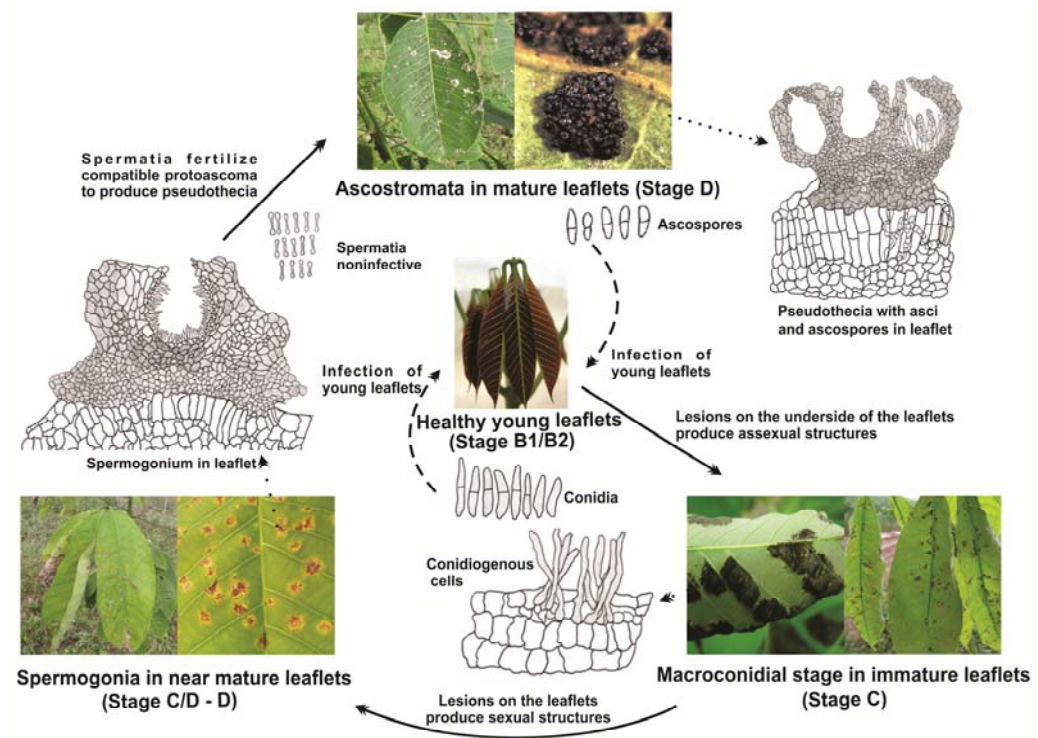 Spermatia fertilize
compatible protoascoma
to produce pseudothecia
Ascostromata in mature leaflets (Stage D)
Spermatia
noninfective
Ascospores
Pseudothecia with asci
and ascospores in leaflet
Infection of
young leaflets
Infection of
young leaflets
Healthy young leaflets
(Stage B1/B2)
Lesions on the underside of the leaflets
produce assexual structures
Spermogonium in leaflet
Conidia
Conidiogenous
cells
Spermogonia in near mature leaflets
(Stage C/D - D)
Macroconidial stage in immature leaflets
(Stage C)
Lesions on the leaflets
produce sexual structures